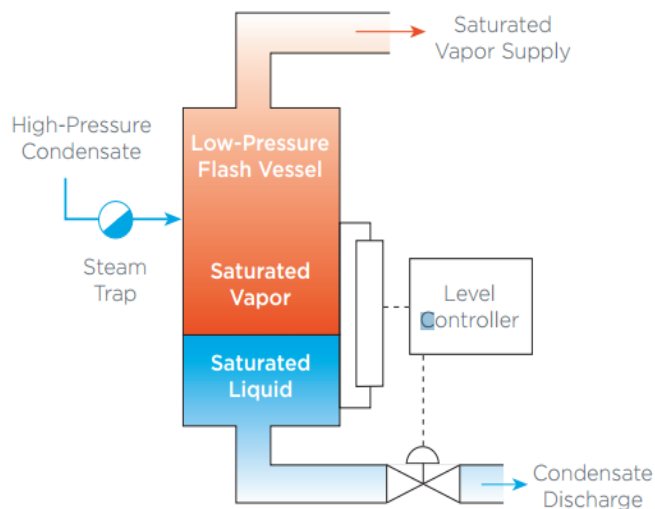 Saturated
Vapor Supply
High-Pressure
Condensate
Low-Pressure
Flash Vessel
Steam
Trap
Saturated
Vapor
Level
Controller
Saturated
Liquid
Condensate
Discharge